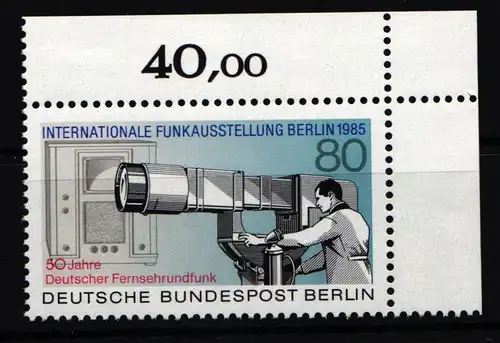 40,00
INTERNATIONALE FUNKAUSSTELLUNG BERLIN 1985
80
50 Jahre
Deutscher Fernsehrundfunk
DEUTSCHE BUNDESPOST BERLIN